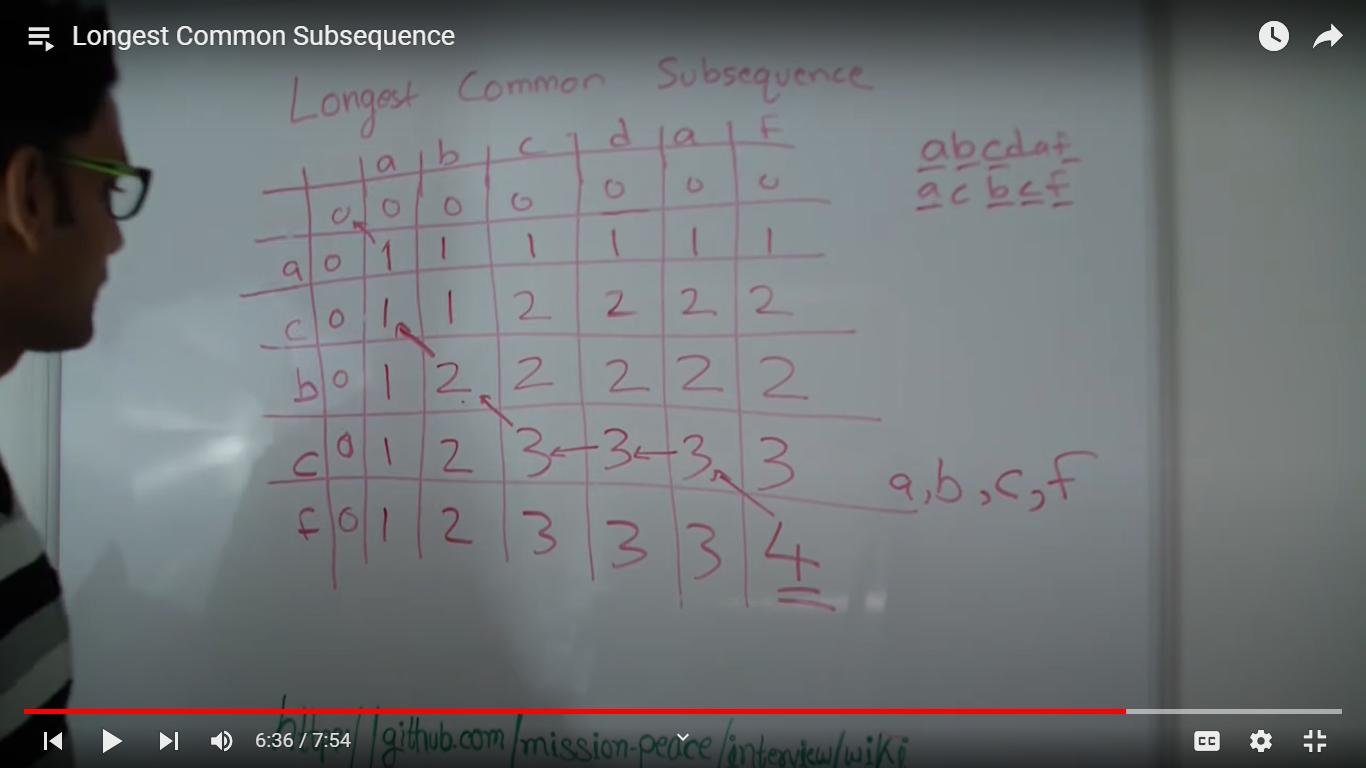 Longest Common Subsequence
Longest Common Subsequence
a b c d a f
0 0 0 0 0 0 0
a 0 1 1 1 1 1 1
c 0 1 1 2 2 2 2
b 0 1 2 2 2 2 2
c 0 1 2 3 3 3 3
f 0 1 2 3 3 3 4
abcdaf
acbcf
a,b,c,f
http://github.com/mission-peace/interview/wiki
6:36 / 7:54
CC